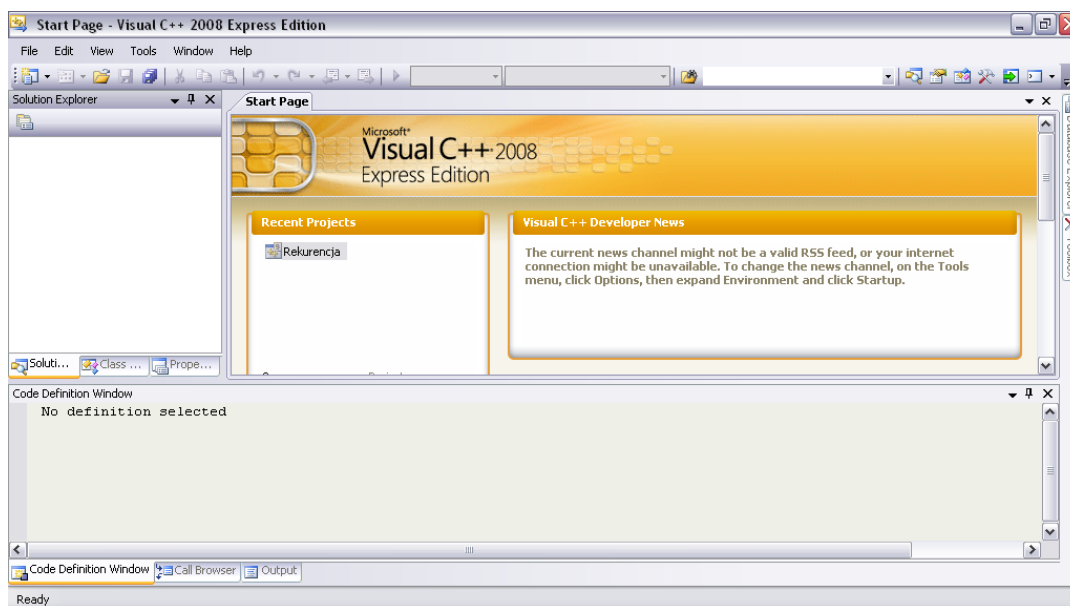 Start Page - Visual C++ 2008 Express Edition
File Edit View Tools Window Help
Solution Explorer
Start Page
Microsoft®
Visual C++ 2008
Express Edition
Recent Projects
Rekurencja
Visual C++ Developer News
The current news channel might not be a valid RSS feed, or your internet
connection might be unavailable. To change the news channel, on the Tools
menu, click Options, then expand Environment and click Startup.
Soluti... Class ... Prope...
Code Definition Window
No definition selected
Code Definition Window Call Browser Output
Ready